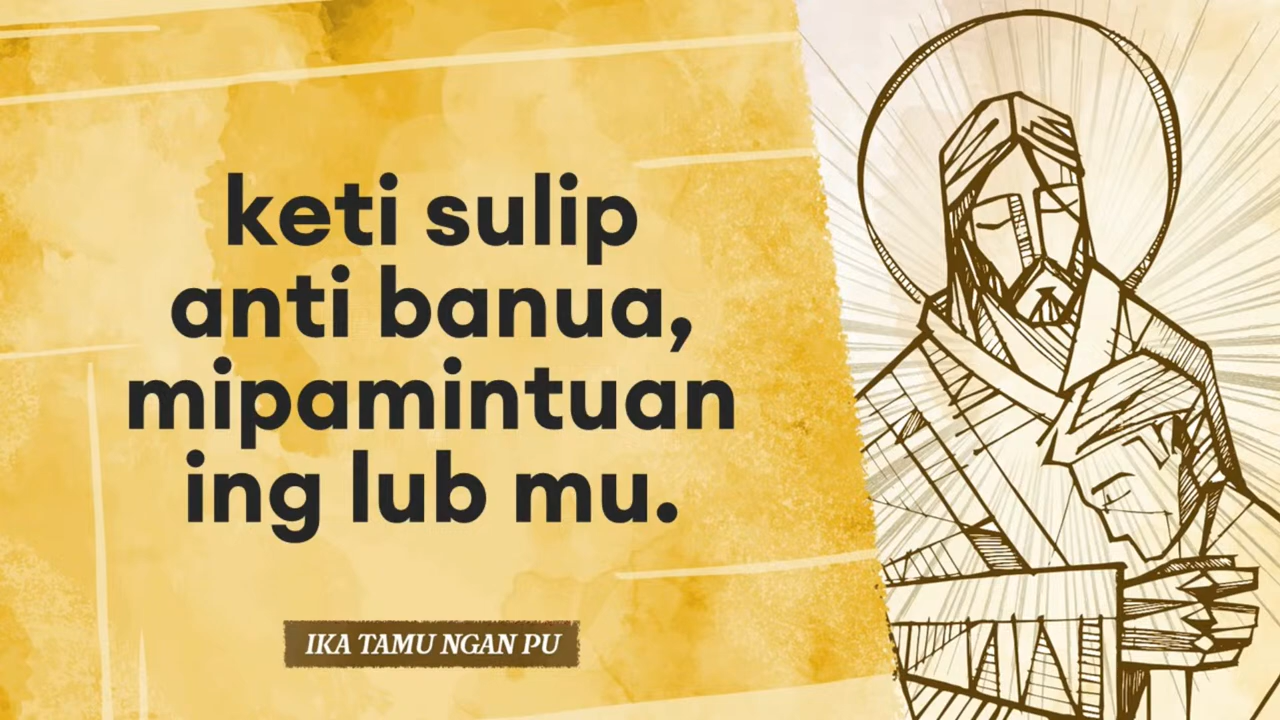 keti sulip
anti banua,
mipamintuan
ing lub mu.
IKA TAMU NGAN PU